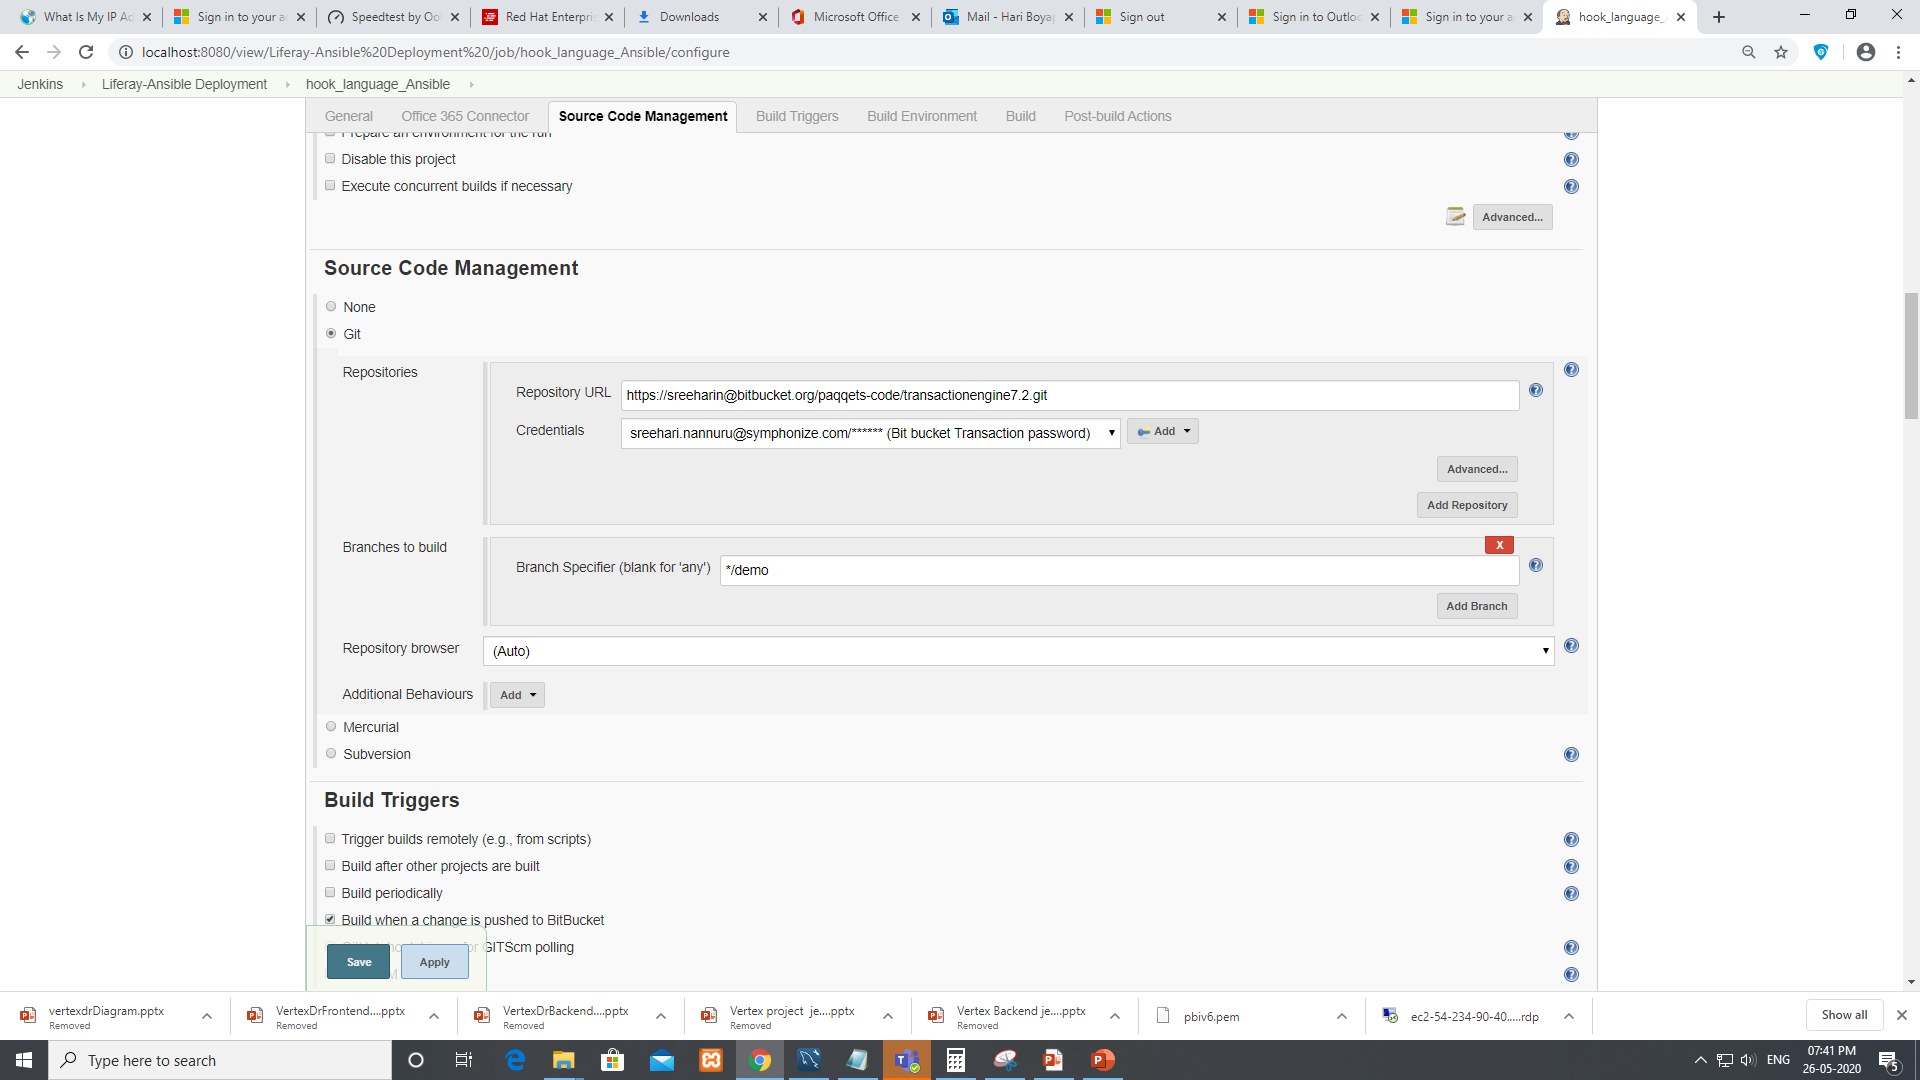 What Is My IP Ad
Sign in to your a
Speedtest by Oo
Red Hat Enterpri
Downloads
Microsoft Office
Mail - Hari Boya
Sign out
Sign in to Outlo
Sign in to your a
hook_language_
localhost:8080/view/Liferay-Ansible%20Deployment%20/job/hook_language_Ansible/configure
Jenkins
Liferay-Ansible Deployment
hook_language_Ansible
General
Office 365 Connector
Source Code Management
Build Triggers
Build Environment
Build
Post-build Actions
Prepare an environment for the run
Disable this project
Execute concurrent builds if necessary
Advanced...
Source Code Management
None
Git
Repositories
Repository URL
https://sreeharin@bitbucket.org/paqqets-code/transactionengine7.2.git
Credentials
sreehari.nannuru@symphonize.com/****** (Bit bucket Transaction password)
Add
Advanced...
Add Repository
Branches to build
X
Branch Specifier (blank for 'any')
*/demo
Add Branch
Repository browser
(Auto)
Additional Behaviours
Add
Mercurial
Subversion
Build Triggers
Trigger builds remotely (e.g., from scripts)
Build after other projects are built
Build periodically
Build when a change is pushed to BitBucket
GITScm polling
Save
Apply
vertexdrDiagram.pptx
Removed
VertexDrFrontend....pptx
Removed
VertexDrBackend....pptx
Removed
Vertex project je....pptx
Removed
Vertex Backend je....pptx
Removed
pbiv6.pem
ec2-54-234-90-40.....rdp
Show all
Type here to search
ENG
07:41 PM
26-05-2020
5